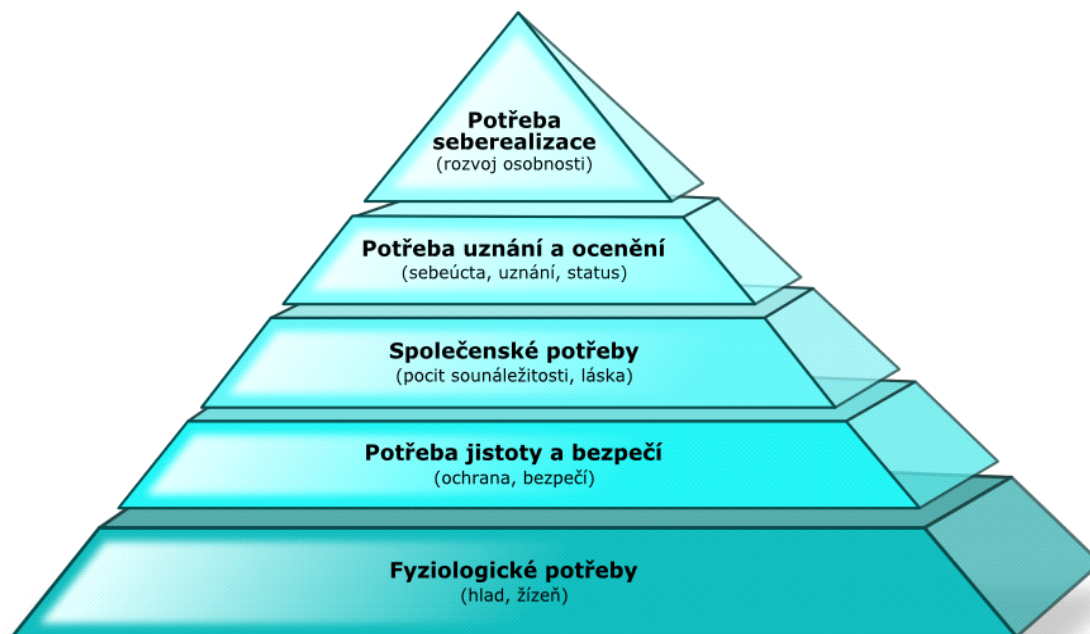 Potřeba
seberealizace
(rozvoj osobnosti)
Potřeba uznání a ocenění
(sebeúcta, uznání, status)
Společenské potřeby
(pocit sounáležitosti, láska)
Potřeba jistoty a bezpečí
(ochrana, bezpečí)
Fyziologické potřeby
(hlad, žízeň)